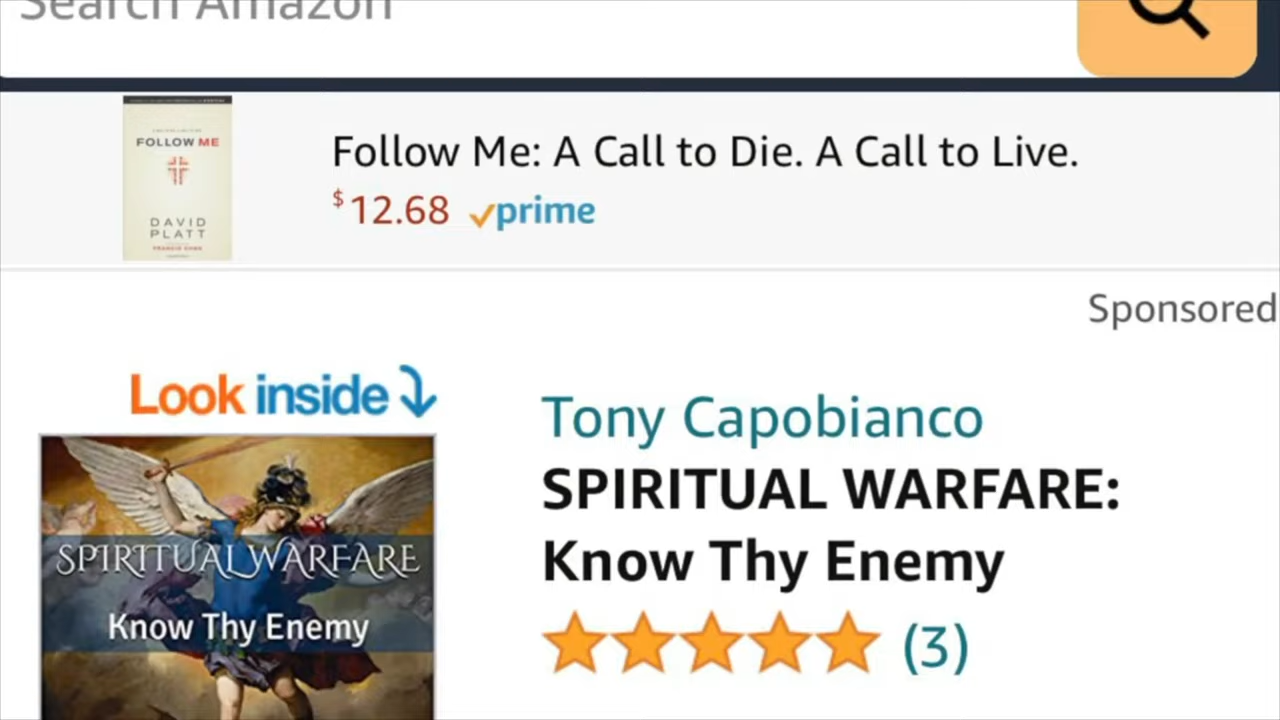 Search Amazon
FOLLOW ME
DAVID
PLATT
Follow Me: A Call to Die. A Call to Live.
$12.68 prime
Sponsored
Look inside
Tony Capobianco
SPIRITUAL WARFARE:
Know Thy Enemy
(3)
SPIRITUAL WARFARE
Know Thy Enemy